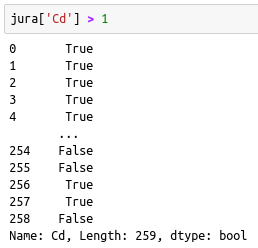 jura['Cd'] > 1
0       True
1       True
2       True
3       True
4       True
       ...
254    False
255    False
256     True
257     True
258    False
Name: Cd, Length: 259, dtype: bool